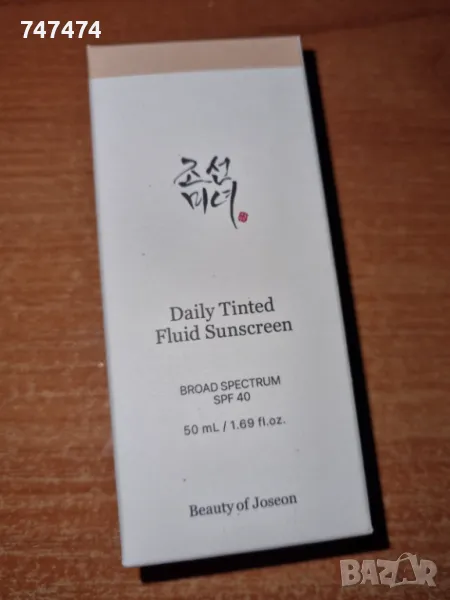 747474
조선
미녀
Daily Tinted
Fluid Sunscreen
BROAD SPECTRUM
SPF 40
50 mL / 1.69 fl.oz.
Beauty of Joseon
BAZAR